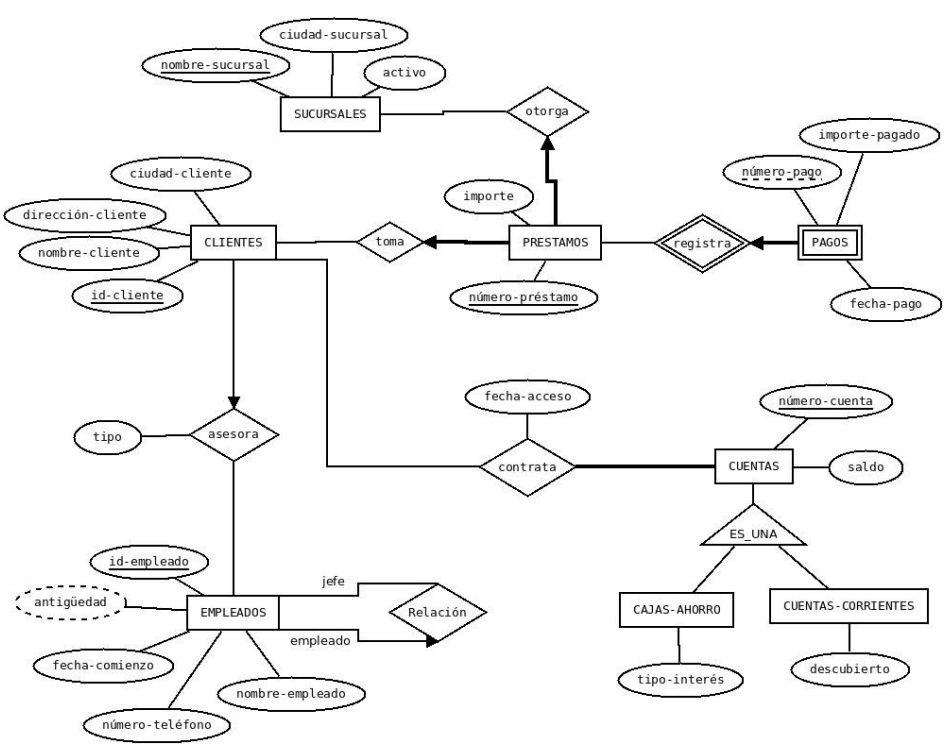 ciudad-sucursal
nombre-sucursal
activo
SUCURSALES
otorga
importe-pagado
ciudad-cliente
número-pago
importe
dirección-cliente
CLIENTES
toma
PRESTAMOS
registra
PAGOS
nombre-cliente
id-cliente
número-préstamo
fecha-pago
fecha-acceso
número-cuenta
tipo
asesora
contrata
CUENTAS
saldo
ES_UNA
id-empleado
jefe
antigüedad
EMPLEADOS
Relación
CAJAS-AHORRO
CUENTAS-CORRIENTES
empleado
fecha-comienzo
nombre-empleado
tipo-interés
descubierto
número-teléfono